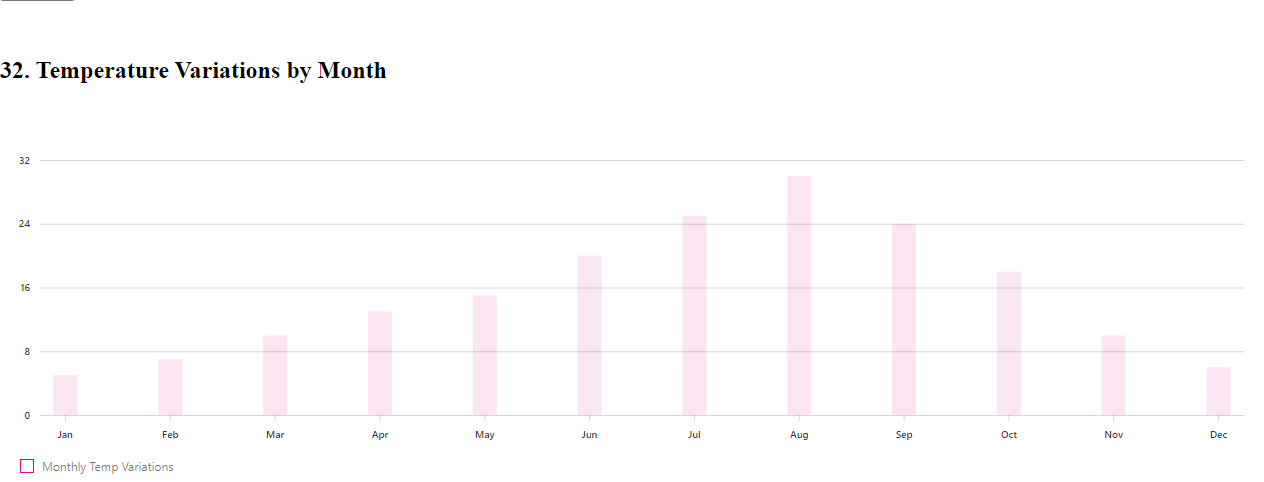 32. Temperature Variations by Month
32
24
16
8
0
Jan Feb Mar Apr May Jun Jul Aug Sep Oct Nov Dec
Monthly Temp Variations